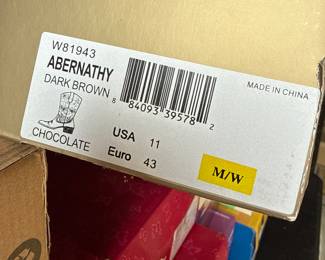 W81943
ABERNATHY
DARK BROWN
8 84093 39578 2
MADE IN CHINA
CHOCOLATE
USA 11
Euro 43
M/W